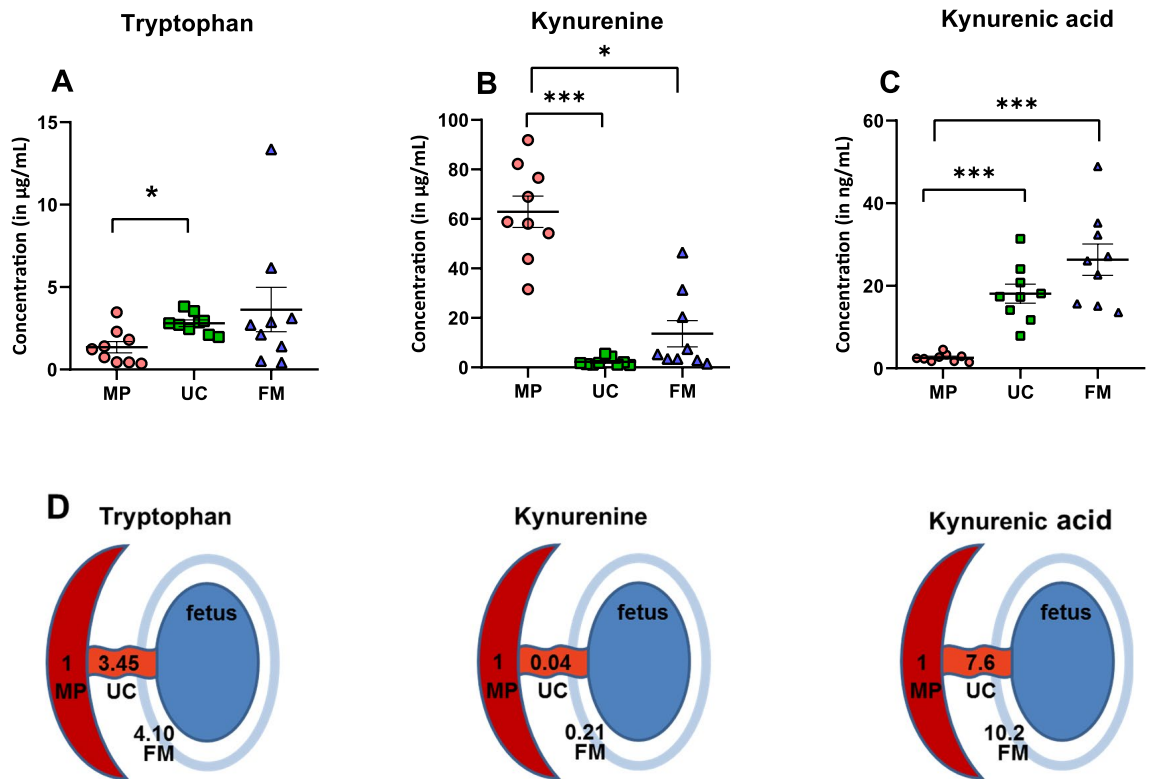 Tryptophan
A
Concentration (in µg/mL)
15
10
5
0
*
MP UC FM
Kynurenine
B
Concentration (in µg/mL)
100
80
60
40
20
0
*
***
MP UC FM
Kynurenic acid
C
Concentration (in ng/mL)
60
40
20
0
***
***
MP UC FM
D
Tryptophan
fetus
1 3.45
MP UC
4.10
FM
Kynurenine
fetus
1 0.04
MP UC
0.21
FM
Kynurenic acid
fetus
1 7.6
MP UC
10.2
FM